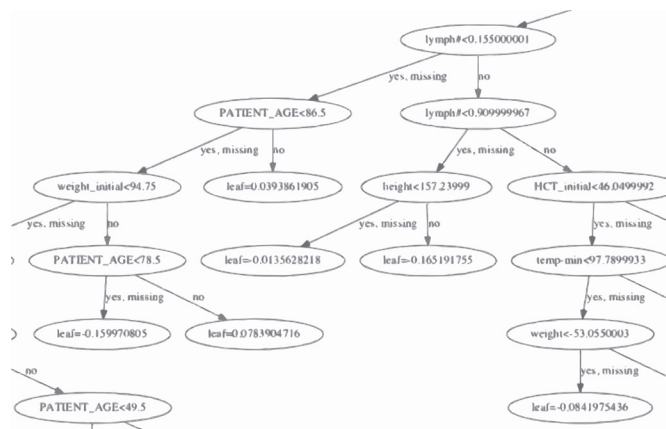 lymph#<0.155000001
yes, missing
no
PATIENT_AGE<86.5
lymph#<0.909999967
yes, missing
no
yes, missing
no
weight_initial<94.75
leaf=0.0393861905
height<157.23999
HCT_initial<46.0499992
yes, missing
no
yes, missing
no
yes, missing
PATIENT_AGE<78.5
leaf=-0.0135628218
leaf=-0.165191755
temp-min<97.7899933
yes, missing
no
yes, missing
leaf=-0.159970805
leaf=0.0783904716
weight<-53.0550003
no
yes, missing
PATIENT_AGE<49.5
leaf=-0.0841975436